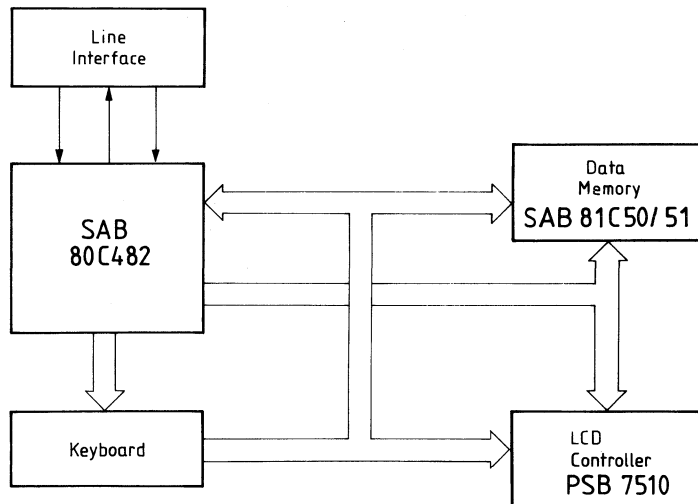 Line
Interface
SAB
80C482
Data
Memory
SAB 81C50/51
Keyboard
LCD
Controller
PSB 7510